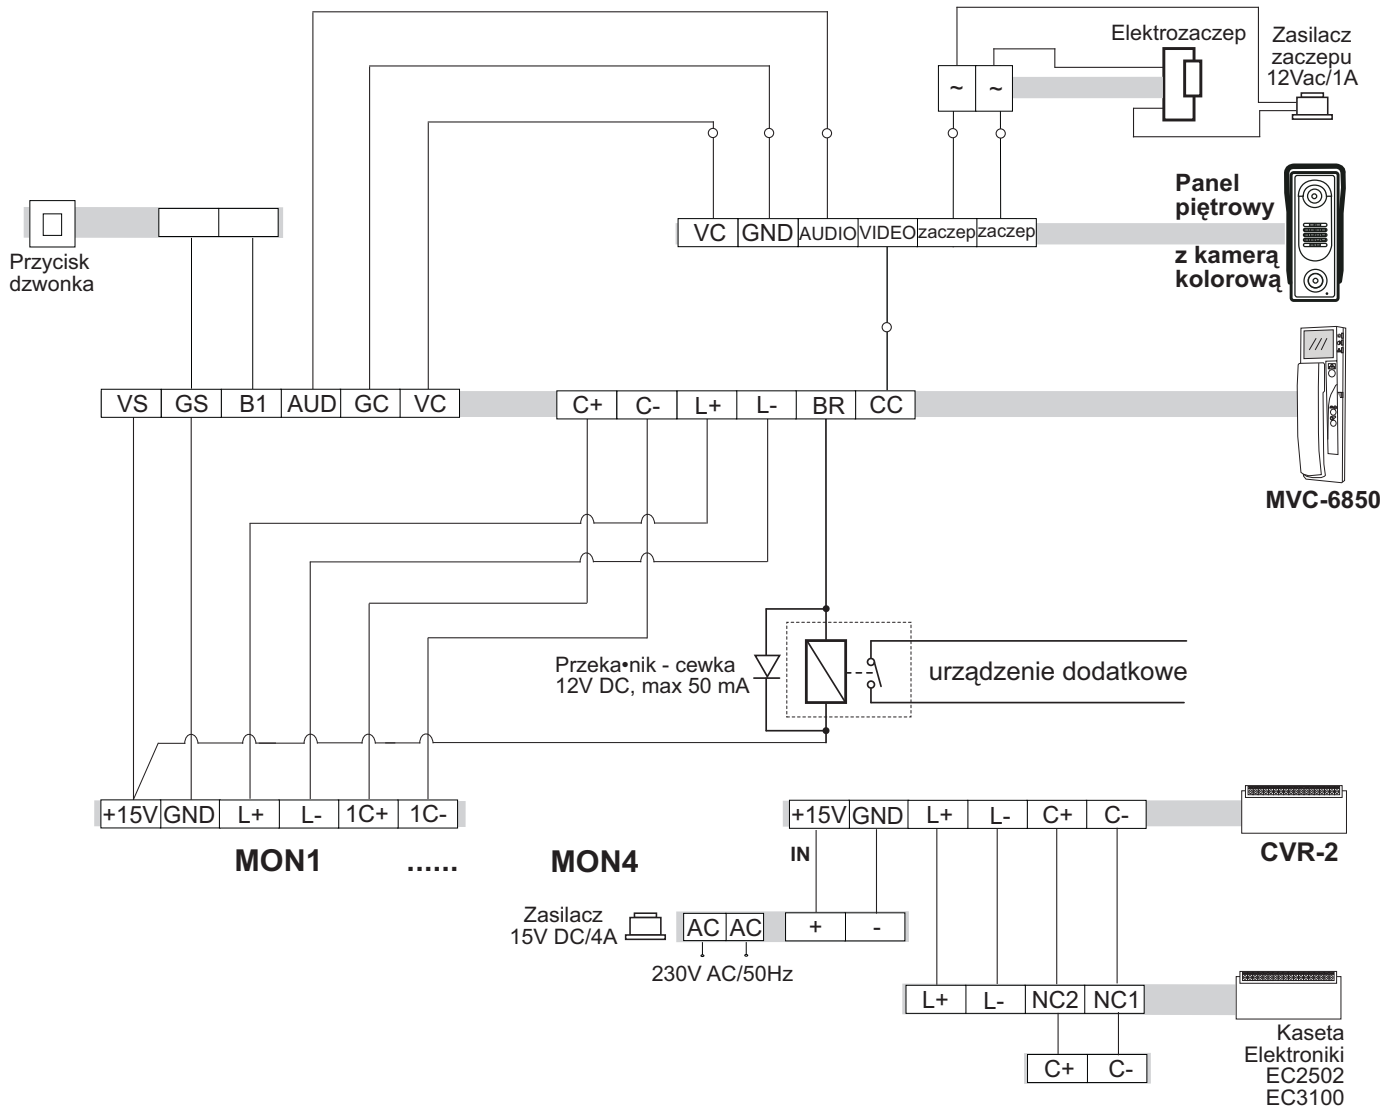 Elektrozaczep
Zasilacz
zaczepu
12Vac/1A
~ ~
Panel
piętrowy
z kamerą
kolorową
VC GND AUDIO VIDEO zaczep zaczep
Przycisk
dzwonka
VS GS B1 AUD GC VC
C+ C- L+ L- BR CC
MVC-6850
Przeka•nik - cewka
12V DC, max 50 mA
urządzenie dodatkowe
+15V GND L+ L- 1C+ 1C-
MON1 ...... MON4
+15V GND L+ L- C+ C-
IN
CVR-2
Zasilacz
15V DC/4A
AC AC + -
230V AC/50Hz
L+ L- NC2 NC1
C+ C-
Kaseta
Elektroniki
EC2502
EC3100